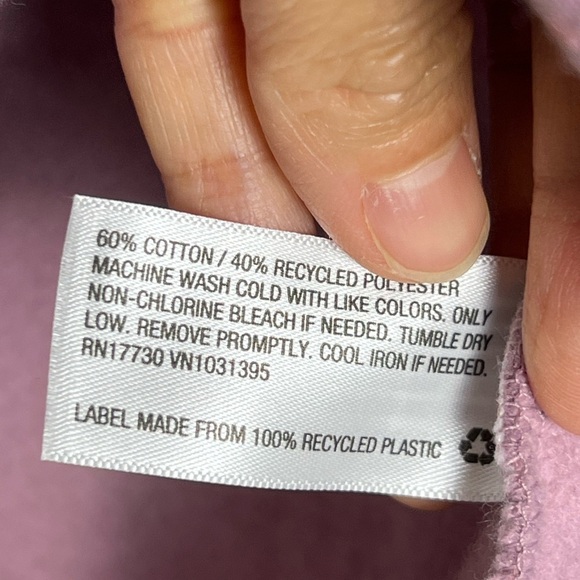 60% COTTON / 40% RECYCLED POLYESTER
MACHINE WASH COLD WITH LIKE COLORS. ONLY
NON-CHLORINE BLEACH IF NEEDED. TUMBLE DRY
LOW. REMOVE PROMPTLY. COOL IRON IF NEEDED.
RN17730 VN1031395
LABEL MADE FROM 100% RECYCLED PLASTIC